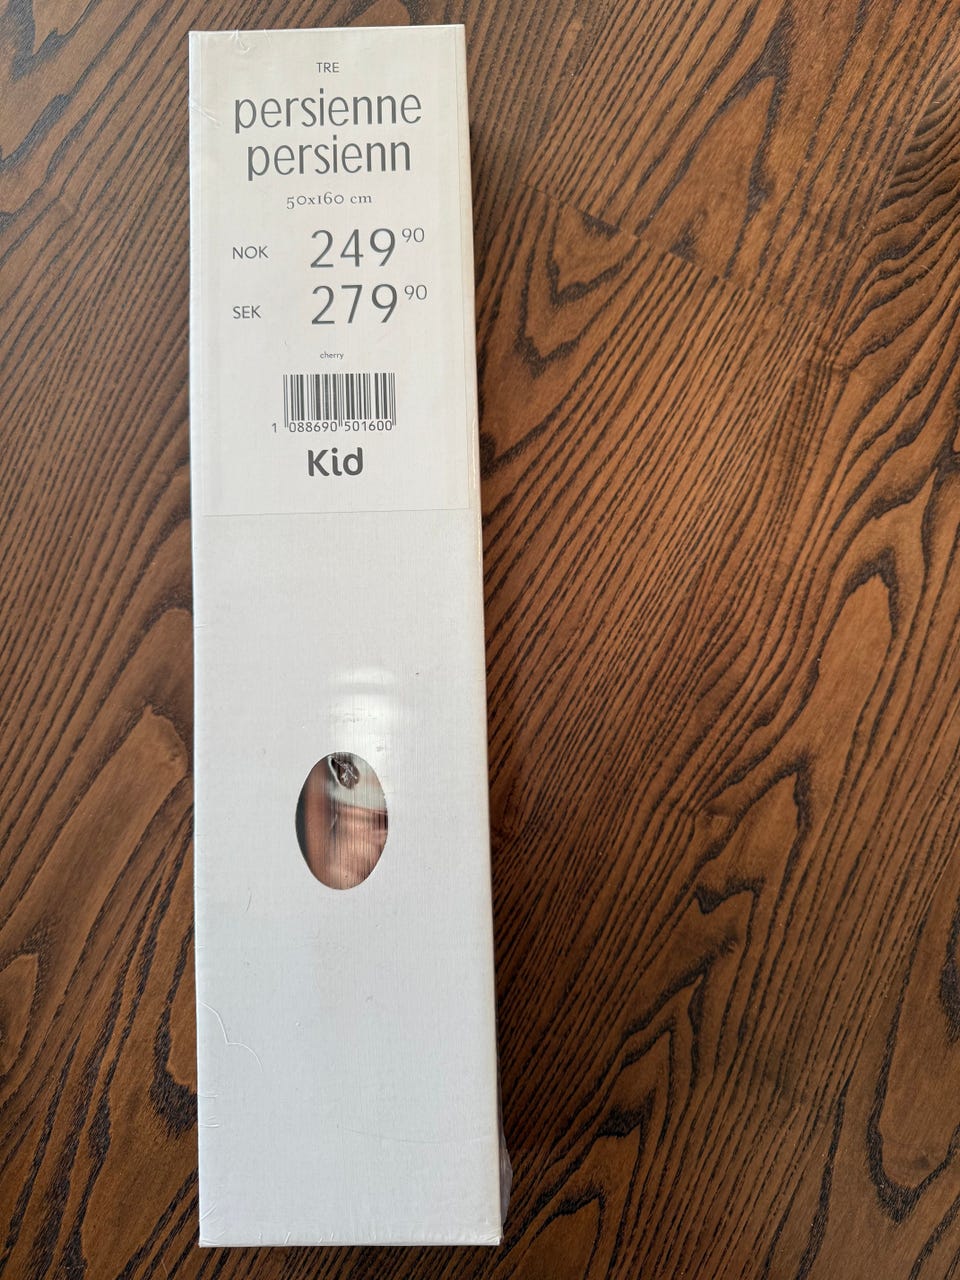 TRE
persienne
persienn
50x160 cm
NOK 249 90
SEK 279 90
cherry
1 088690 501600
Kid